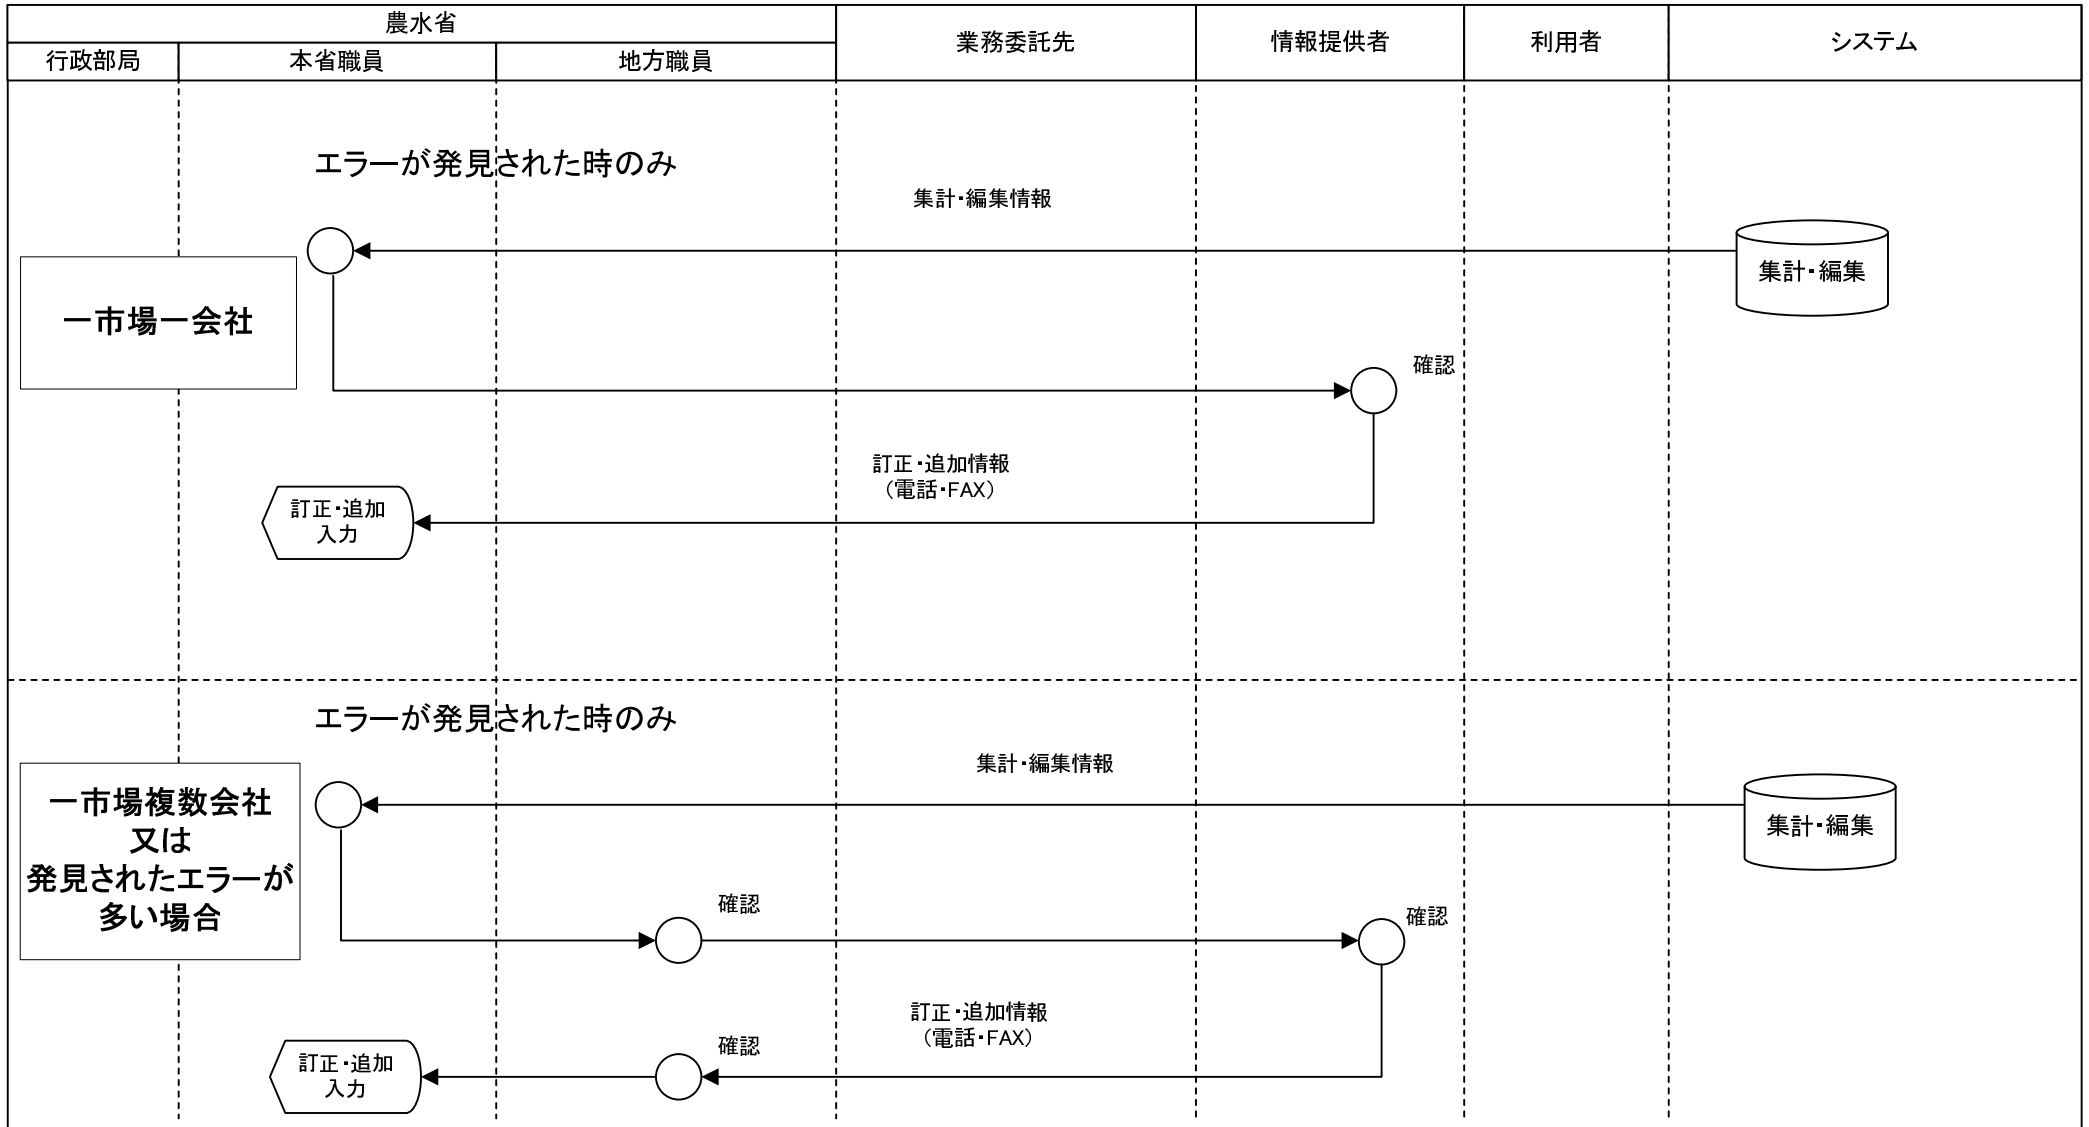 農水省
行政部局
本省職員
地方職員
業務委託先
情報提供者
利用者
システム
エラーが発見された時のみ
集計・編集情報
集計・編集
一市場一会社
確認
訂正・追加情報
（電話・FAX）
訂正・追加
入力
エラーが発見された時のみ
集計・編集情報
一市場複数会社
又は
発見されたエラーが
多い場合
集計・編集
確認
確認
訂正・追加情報
（電話・FAX）
確認
訂正・追加
入力